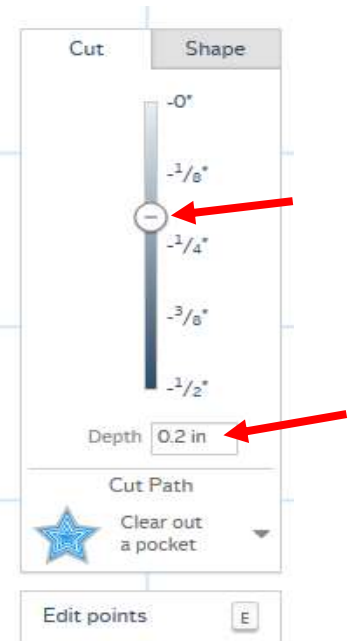 Cut Shape
-0"
-1/8"
-1/4"
-3/8"
-1/2"
Depth 0.2 in
Cut Path
Clear out
a pocket
Edit points E